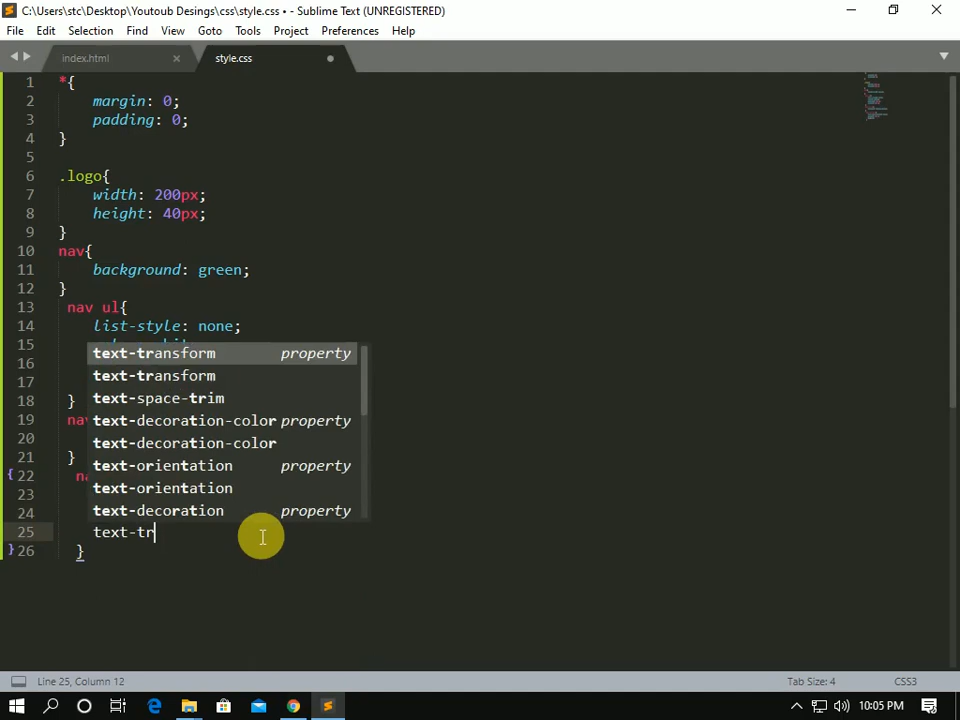 C:\Users\stc\Desktop\Youtoub Desings\css\style.css • - Sublime Text (UNREGISTERED)
File Edit Selection Find View Goto Tools Project Preferences Help
index.html style.css
1 *{
2 margin: 0;
3 padding: 0;
4 }
5
6 .logo{
7 width: 200px;
8 height: 40px;
9 }
10 nav{
11 background: green;
12 }
13 nav ul{
14 list-style: none;
15
text-transform property
16
text-transform
17
text-space-trim
18 }
19 na
text-decoration-color property
20
text-decoration-color
21 }
text-orientation property
{ 22 na
text-orientation
23
text-decoration property
24
25 text-tr
} 26 }
Line 25, Column 12 Tab Size: 4 CSS3
10:05 PM